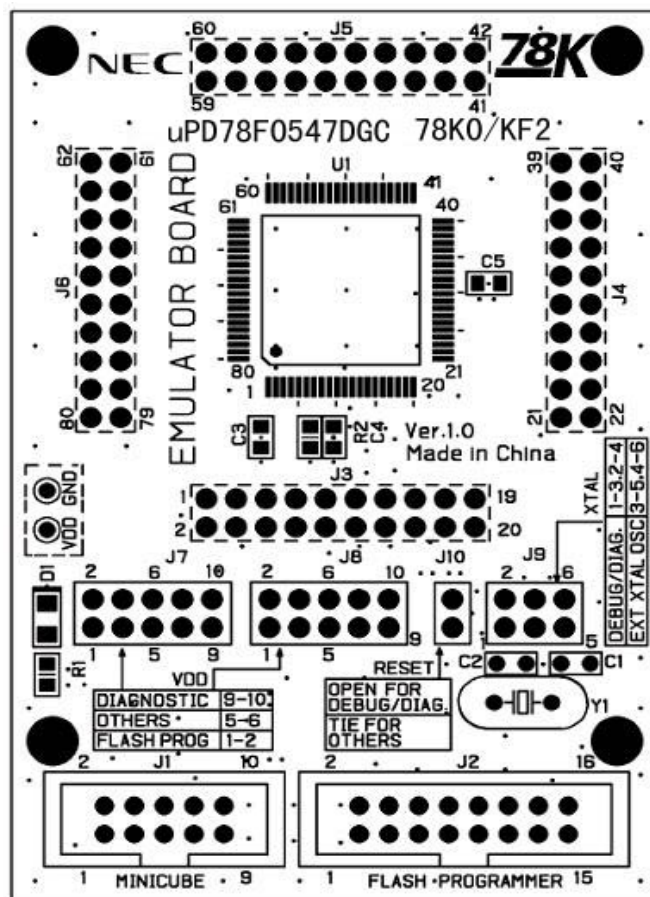 60 J5 42
NEC
78K
59 41
uPD78F0547DGC 78K0/KF2
EMULATOR BOARD
U1
62 61
J6
80 79
60 41
61 40
80 21
1 20
C5
39 40
J4
21 22
C3
R2
C4
Ver.1.0
Made in China
J3
1 19
2 20
GND
VDD
XTAL
DEBUG/DIAG. 1-3.2-4
EXT XTAL OSC 3-5.4-6
D1
R1
J7
2 6 10
1 5 9
J8
2 6 10
1 5 9
J10
J9
2 6
1 5
C2 C1
Y1
VDD
DIAGNOSTIC 9-10
OTHERS 5-6
FLASH PROG 1-2
RESET
OPEN FOR
DEBUG/DIAG.
TIE FOR
OTHERS
2 J1 10
1 MINICUBE 9
2 J2 16
1 FLASH PROGRAMMER 15